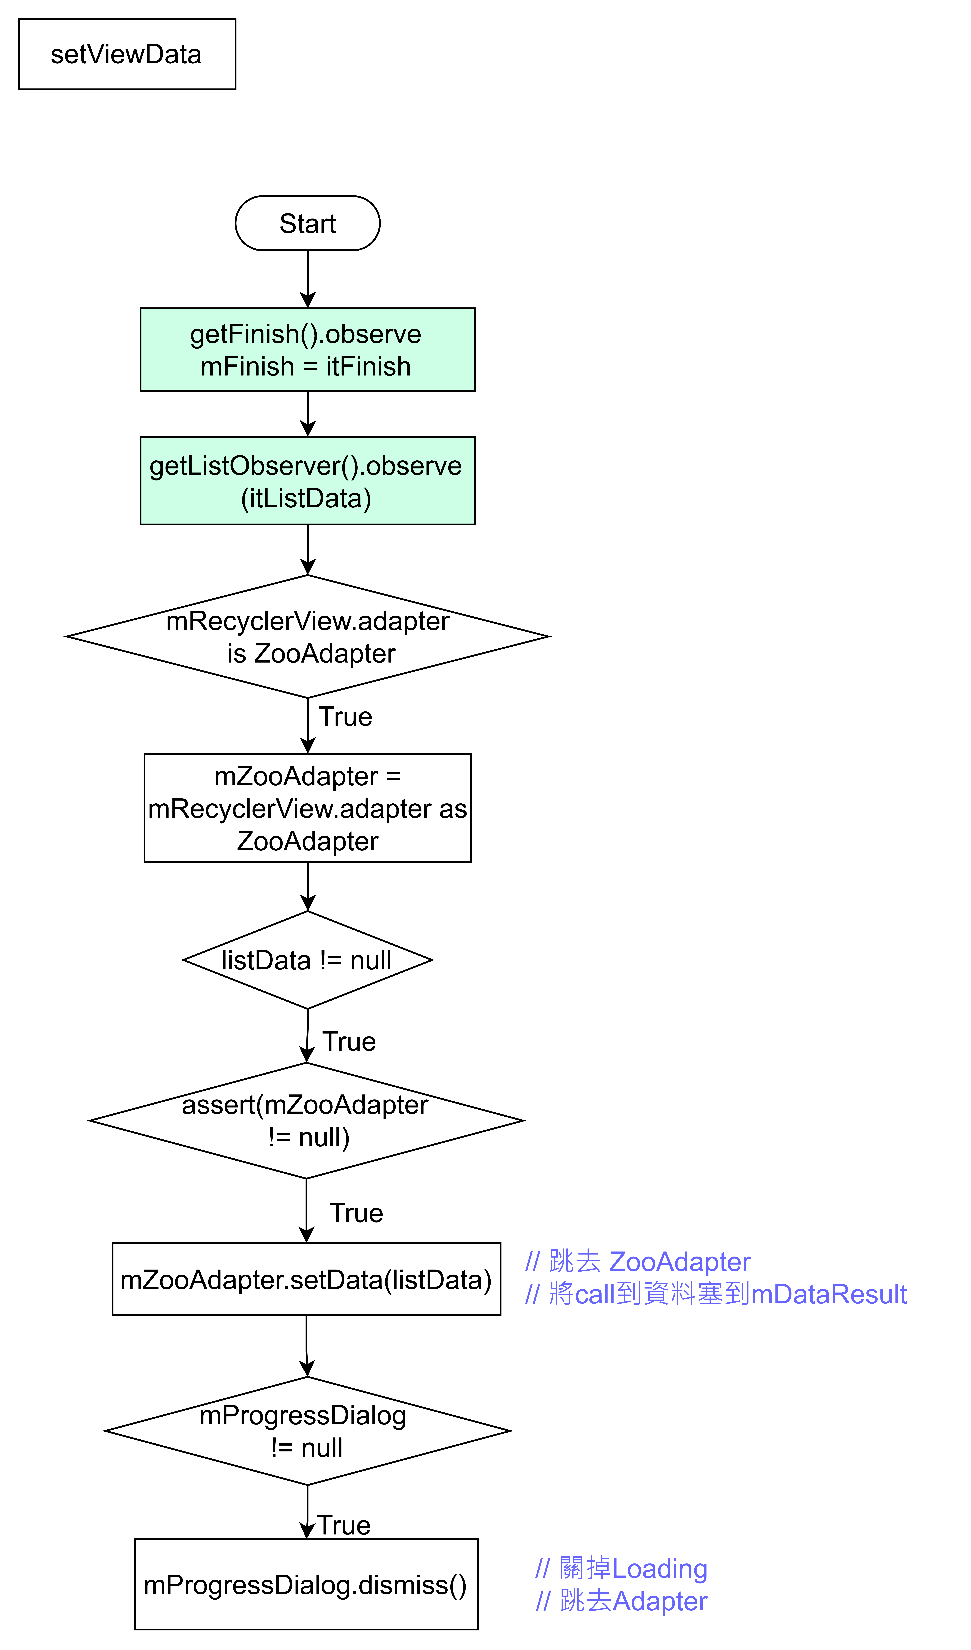 setViewData
Start
getFinish().observe
mFinish = itFinish
getListObserver().observe
(itListData)
mRecyclerView.adapter
is ZooAdapter
True
mZooAdapter =
mRecyclerView.adapter as
ZooAdapter
listData != null
True
assert(mZooAdapter
!= null)
True
mZooAdapter.setData(listData)
// 跳去 ZooAdapter
// 將call到資料塞到mDataResult
mProgressDialog
!= null
True
mProgressDialog.dismiss()
// 關掉Loading
// 跳去Adapter